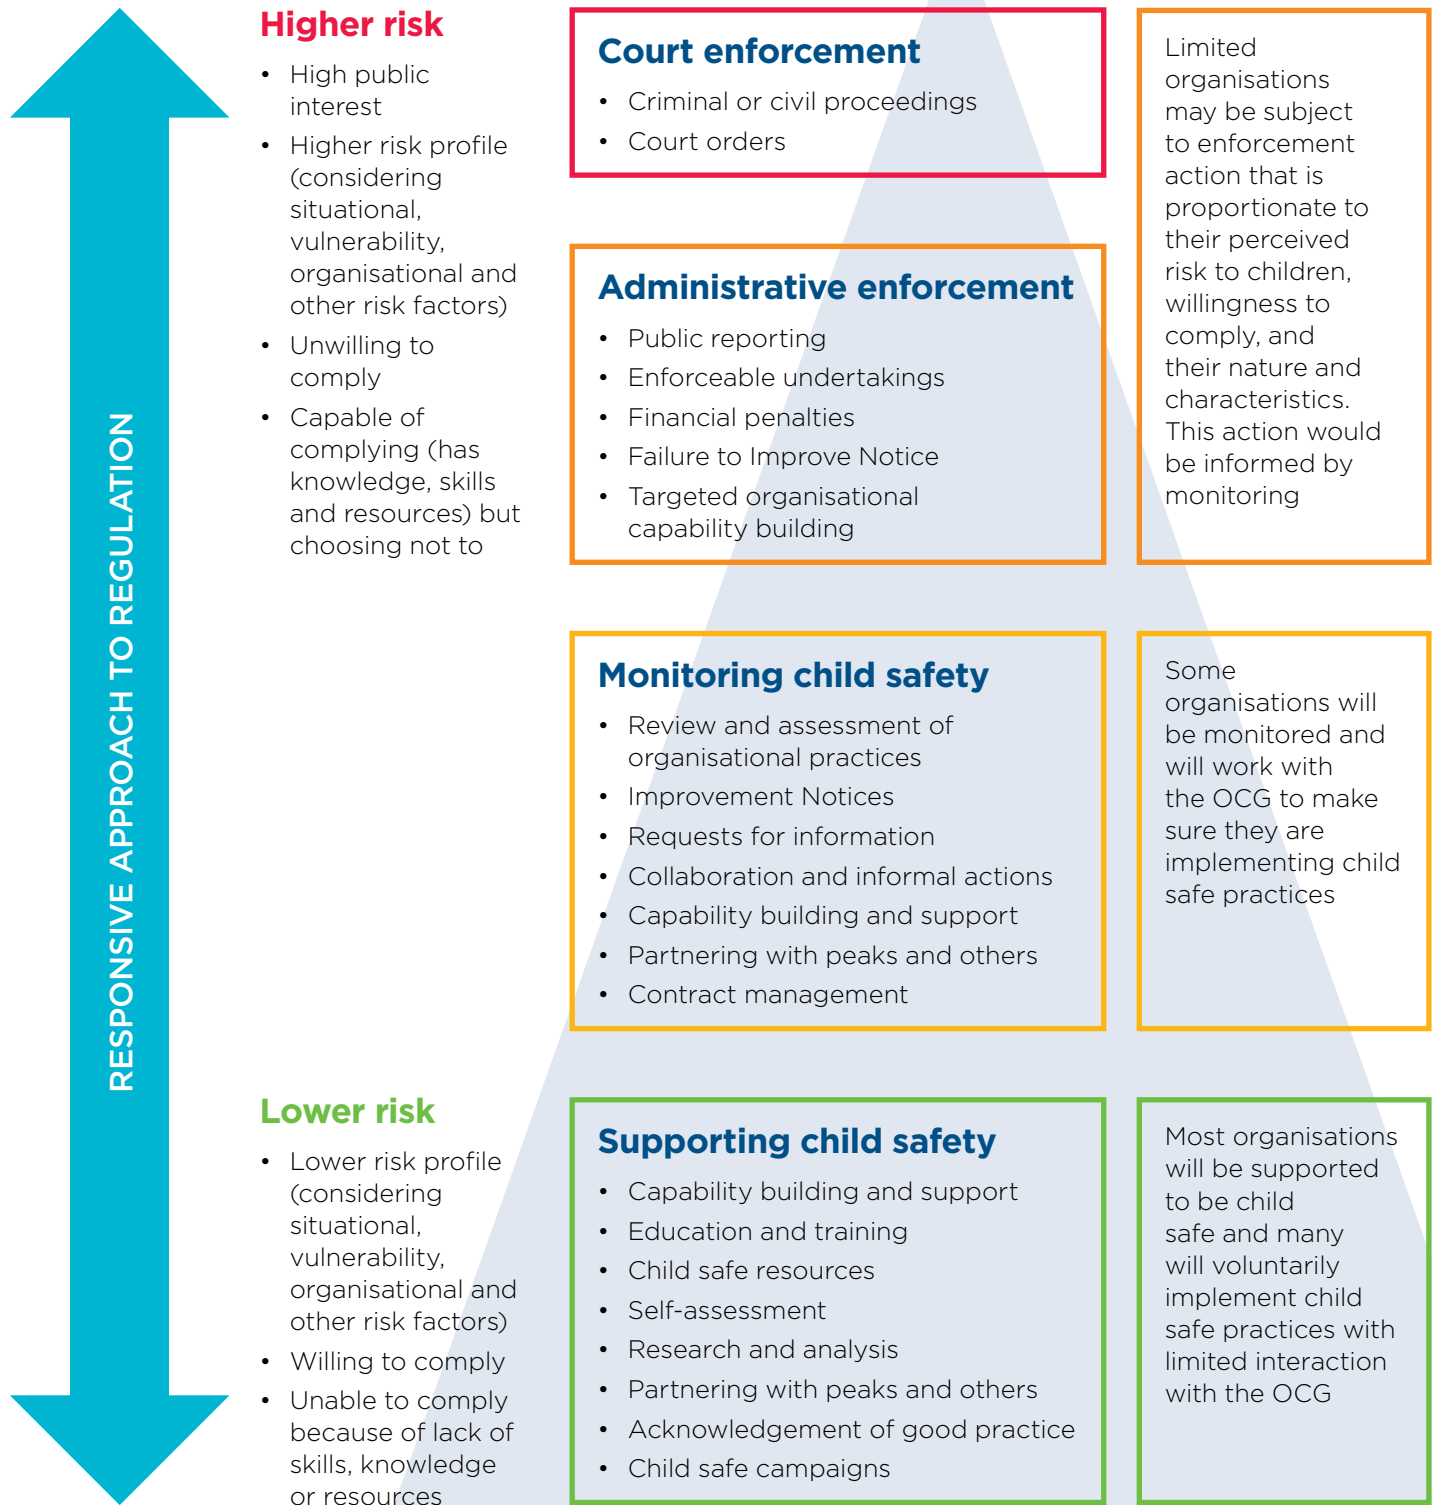 RESPONSIVE APPROACH TO REGULATION
Higher risk
• High public
interest
• Higher risk profile
(considering
situational,
vulnerability,
organisational and
other risk factors)
• Unwilling to
comply
• Capable of
complying (has
knowledge, skills
and resources) but
choosing not to
Court enforcement
• Criminal or civil proceedings
• Court orders
Administrative enforcement
• Public reporting
• Enforceable undertakings
• Financial penalties
• Failure to Improve Notice
• Targeted organisational
capability building
Limited
organisations
may be subject
to enforcement
action that is
proportionate to
their perceived
risk to children,
willingness to
comply, and
their nature and
characteristics.
This action would
be informed by
monitoring
Monitoring child safety
• Review and assessment of
organisational practices
• Improvement Notices
• Requests for information
• Collaboration and informal actions
• Capability building and support
• Partnering with peaks and others
• Contract management
Some
organisations will
be monitored and
will work with
the OCG to make
sure they are
implementing child
safe practices
Lower risk
• Lower risk profile
(considering
situational,
vulnerability,
organisational and
other risk factors)
• Willing to comply
• Unable to comply
because of lack of
skills, knowledge
or resources
Supporting child safety
• Capability building and support
• Education and training
• Child safe resources
• Self-assessment
• Research and analysis
• Partnering with peaks and others
• Acknowledgement of good practice
• Child safe campaigns
Most organisations
will be supported
to be child
safe and many
will voluntarily
implement child
safe practices with
limited interaction
with the OCG